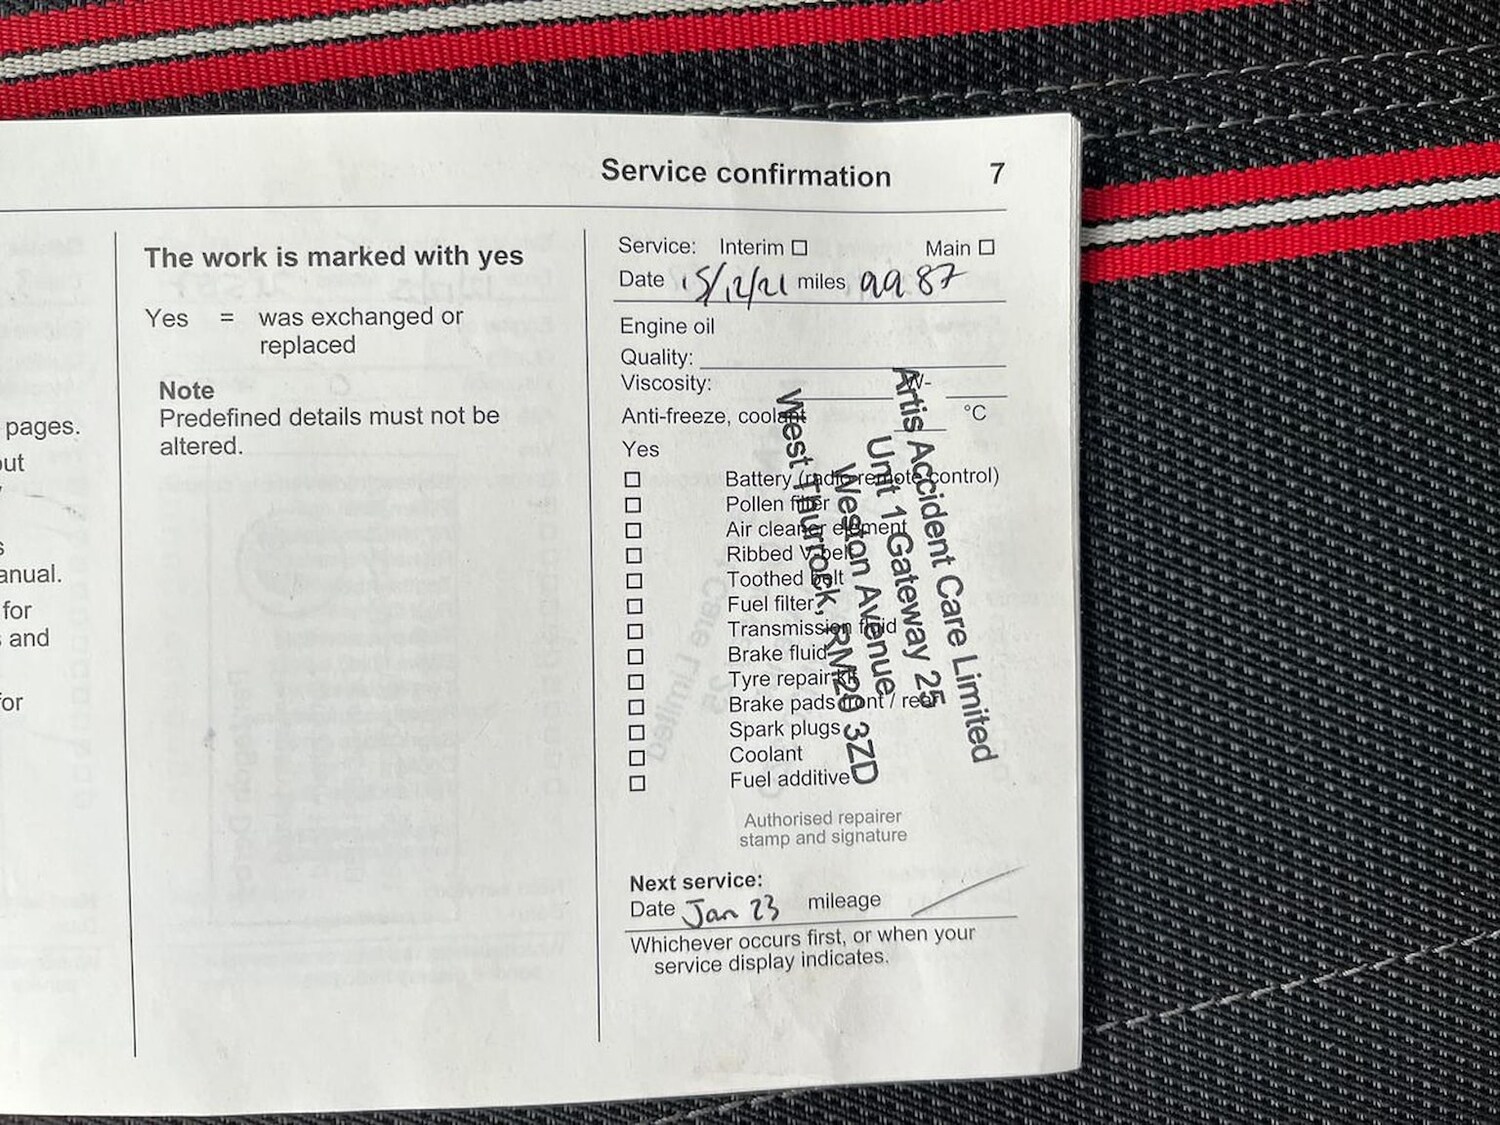 Service confirmation 7
pages.
anual.
for
and
The work is marked with yes
Yes = was exchanged or
replaced
Note
Predefined details must not be
altered.
Service: Interim ☐ Main ☐
Date 15/12/21 miles 9987
Engine oil
Quality:
Viscosity: W-
Anti-freeze, coolant °C
Yes
☐ Battery (radio remote control)
☐ Pollen filter
☐ Air cleaner element
☐ Ribbed V-belt
☐ Toothed belt
☐ Fuel filter
☐ Transmission fluid
☐ Brake fluid
☐ Tyre repair kit
☐ Brake pads front / rear
☐ Spark plugs
☐ Coolant
☐ Fuel additive
Artis Accident Care Limited
Unit 1 Gateway 25
Weston Avenue
West Thurrock, RM20 3ZD
Authorised repairer
stamp and signature
Next service:
Date Jan 23 mileage
Whichever occurs first, or when your
service display indicates.